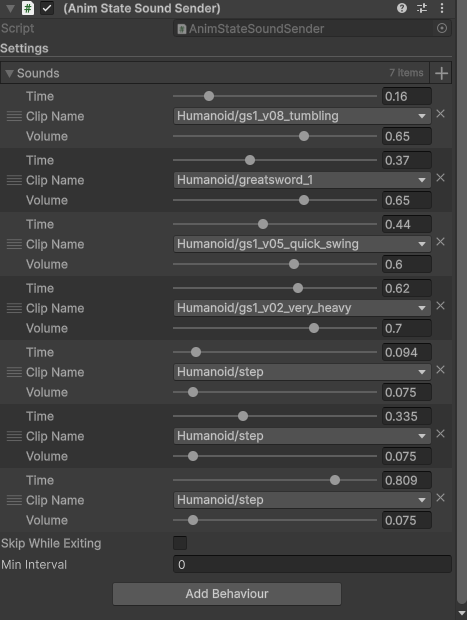 # (Anim State Sound Sender)
Script # AnimStateSoundSender
Settings
Sounds 7 Items
Time 0.16
Clip Name Humanoid/gs1_v08_tumbling
Volume 0.65
Time 0.37
Clip Name Humanoid/greatsword_1
Volume 0.65
Time 0.44
Clip Name Humanoid/gs1_v05_quick_swing
Volume 0.6
Time 0.62
Clip Name Humanoid/gs1_v02_very_heavy
Volume 0.7
Time 0.094
Clip Name Humanoid/step
Volume 0.075
Time 0.335
Clip Name Humanoid/step
Volume 0.075
Time 0.809
Clip Name Humanoid/step
Volume 0.075
Skip While Exiting
Min Interval 0
Add Behaviour